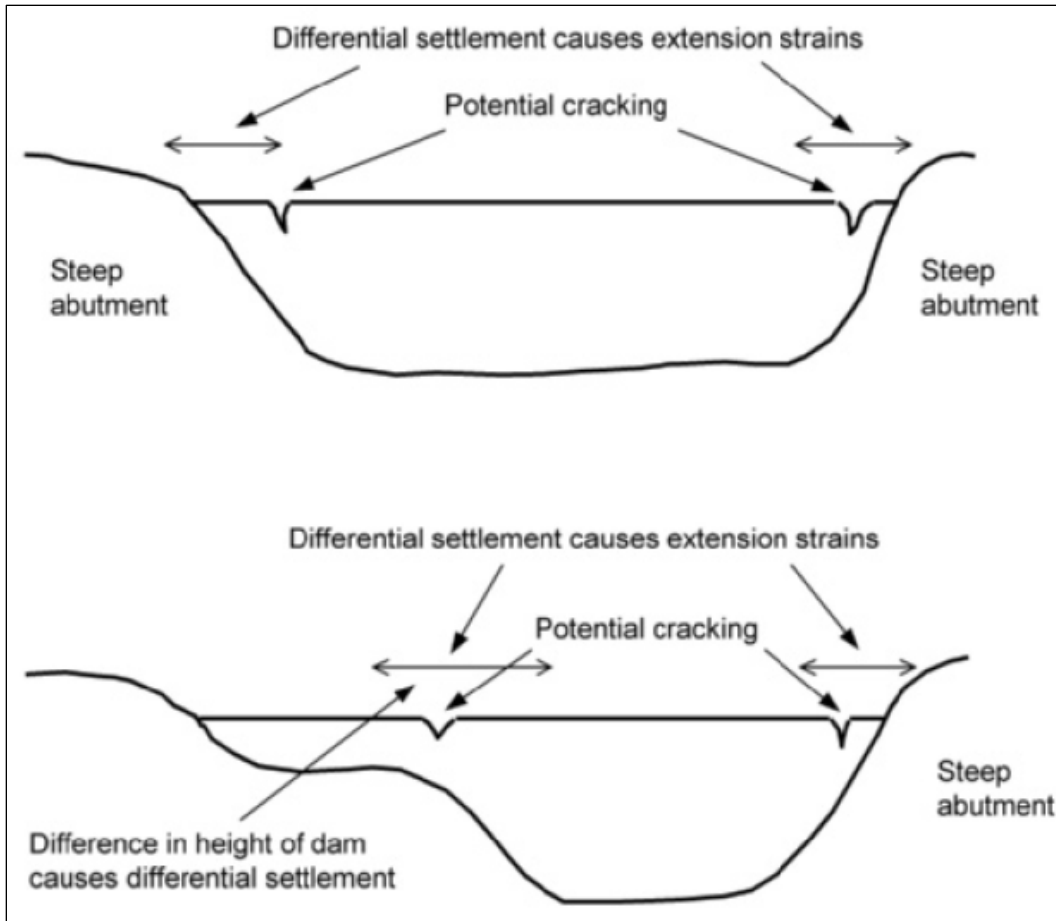 Differential settlement causes extension strains
Potential cracking
Steep
abutment
Steep
abutment
Differential settlement causes extension strains
Potential cracking
Steep
abutment
Difference in height of dam
causes differential settlement